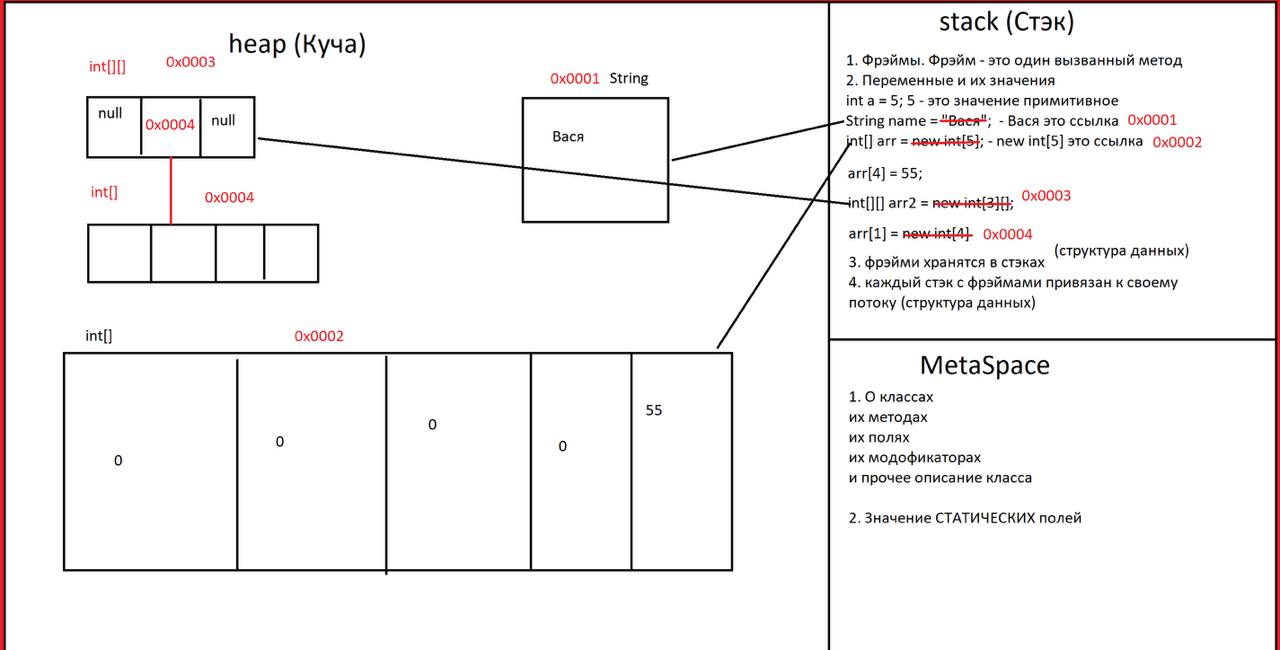 heap (Куча)
int[][] 0x0003
null 0x0004 null
int[] 0x0004
0x0001 String
Вася
int[] 0x0002
0 0 0 0 55
stack (Стэк)
1. Фрэймы. Фрэйм - это один вызванный метод
2. Переменные и их значения
int a = 5; 5 - это значение примитивное
String name = "Вася"; - Вася это ссылка 0x0001
int[] arr = new int[5]; - new int[5] это ссылка 0x0002
arr[4] = 55;
int[][] arr2 = new int[3][]; 0x0003
arr[1] = new int[4] 0x0004
(структура данных)
3. фрэйми хранятся в стэках
4. каждый стэк с фрэймами привязан к своему
потоку (структура данных)
MetaSpace
1. О классах
их методах
их полях
их модофикаторах
и прочее описание класса
2. Значение СТАТИЧЕСКИХ полей